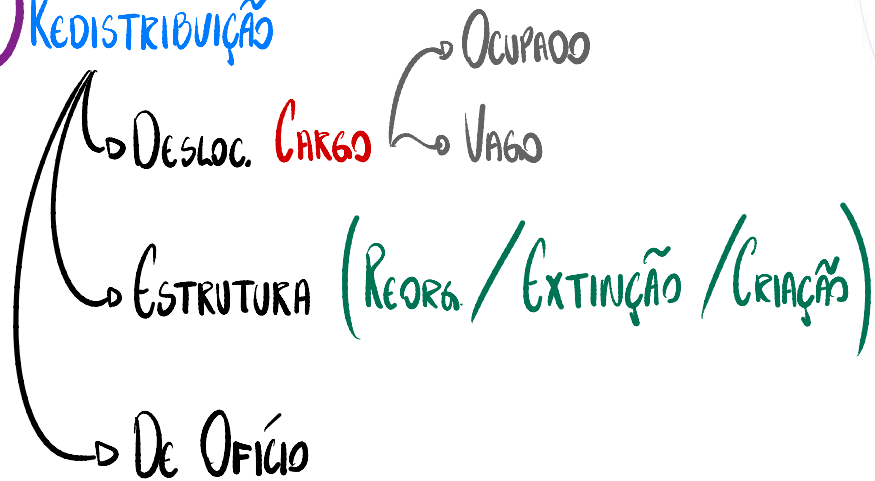 REDISTRIBUIÇÃO
OCUPADO
DESLOC. CARGO
VAGO
ESTRUTURA (REORG. / EXTINÇÃO / CRIAÇÃO)
DE OFÍCIO